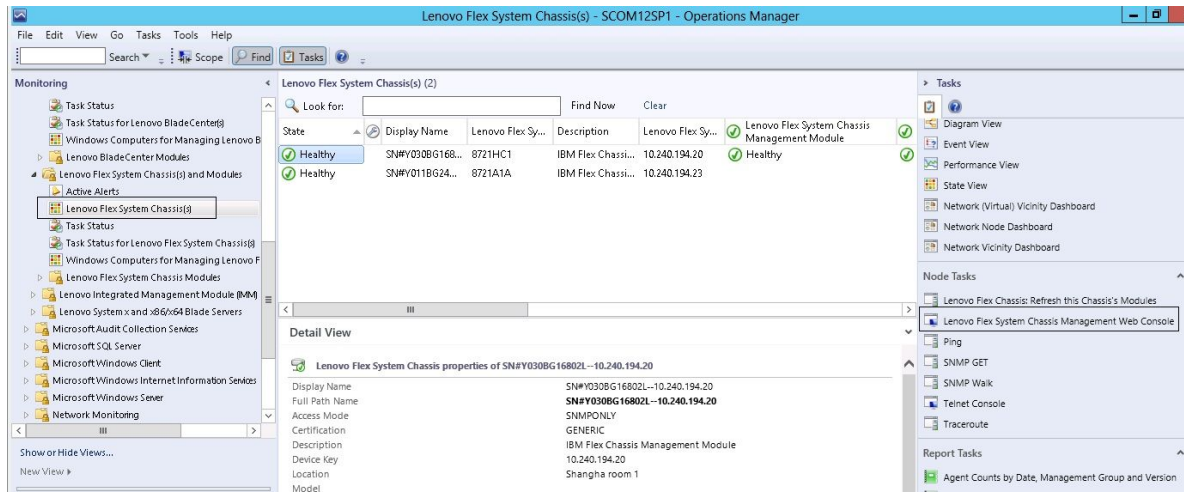 Lenovo Flex System Chassis(s) - SCOM12SP1 - Operations Manager
File Edit View Go Tasks Tools Help
Search Scope Find Tasks
Monitoring
Task Status
Task Status for Lenovo BladeCenter(s)
Windows Computers for Managing Lenovo B
Lenovo BladeCenter Modules
Lenovo Flex System Chassis(s) and Modules
Active Alerts
Lenovo Flex System Chassis(s)
Task Status
Task Status for Lenovo Flex System Chassis(s)
Windows Computers for Managing Lenovo F
Lenovo Flex System Chassis Modules
Lenovo Integrated Management Module (IMM)
Lenovo System x and x86/x64 Blade Servers
Microsoft Audit Collection Services
Microsoft SQL Server
Microsoft Windows Client
Microsoft Windows Internet Information Services
Microsoft Windows Server
Network Monitoring
Show or Hide Views...
New View
Lenovo Flex System Chassis(s) (2)
Look for: Find Now Clear
State Display Name Lenovo Flex Sy... Description Lenovo Flex Sy... Lenovo Flex System Chassis Management Module
Healthy SN#Y030BG168... 8721HC1 IBM Flex Chassi... 10.240.194.20 Healthy
Healthy SN#Y011BG24... 8721A1A IBM Flex Chassi... 10.240.194.23
Detail View
Lenovo Flex System Chassis properties of SN#Y030BG16802L--10.240.194.20
Display Name SN#Y030BG16802L--10.240.194.20
Full Path Name SN#Y030BG16802L--10.240.194.20
Access Mode SNMPONLY
Certification GENERIC
Description IBM Flex Chassis Management Module
Device Key 10.240.194.20
Location Shangha room 1
Model
Tasks
Diagram View
Event View
Performance View
State View
Network (Virtual) Vicinity Dashboard
Network Node Dashboard
Network Vicinity Dashboard
Node Tasks
Lenovo Flex Chassis: Refresh this Chassis's Modules
Lenovo Flex System Chassis Management Web Console
Ping
SNMP GET
SNMP Walk
Telnet Console
Traceroute
Report Tasks
Agent Counts by Date, Management Group and Version